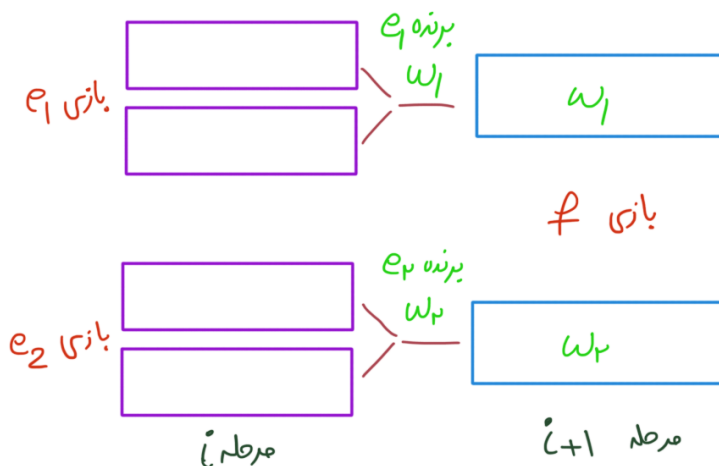 برنده e₁
w₁
w₁
بازی e₁
بازی f
برنده e₂
w₂
w₂
بازی e₂
مرحله i
مرحله i+1